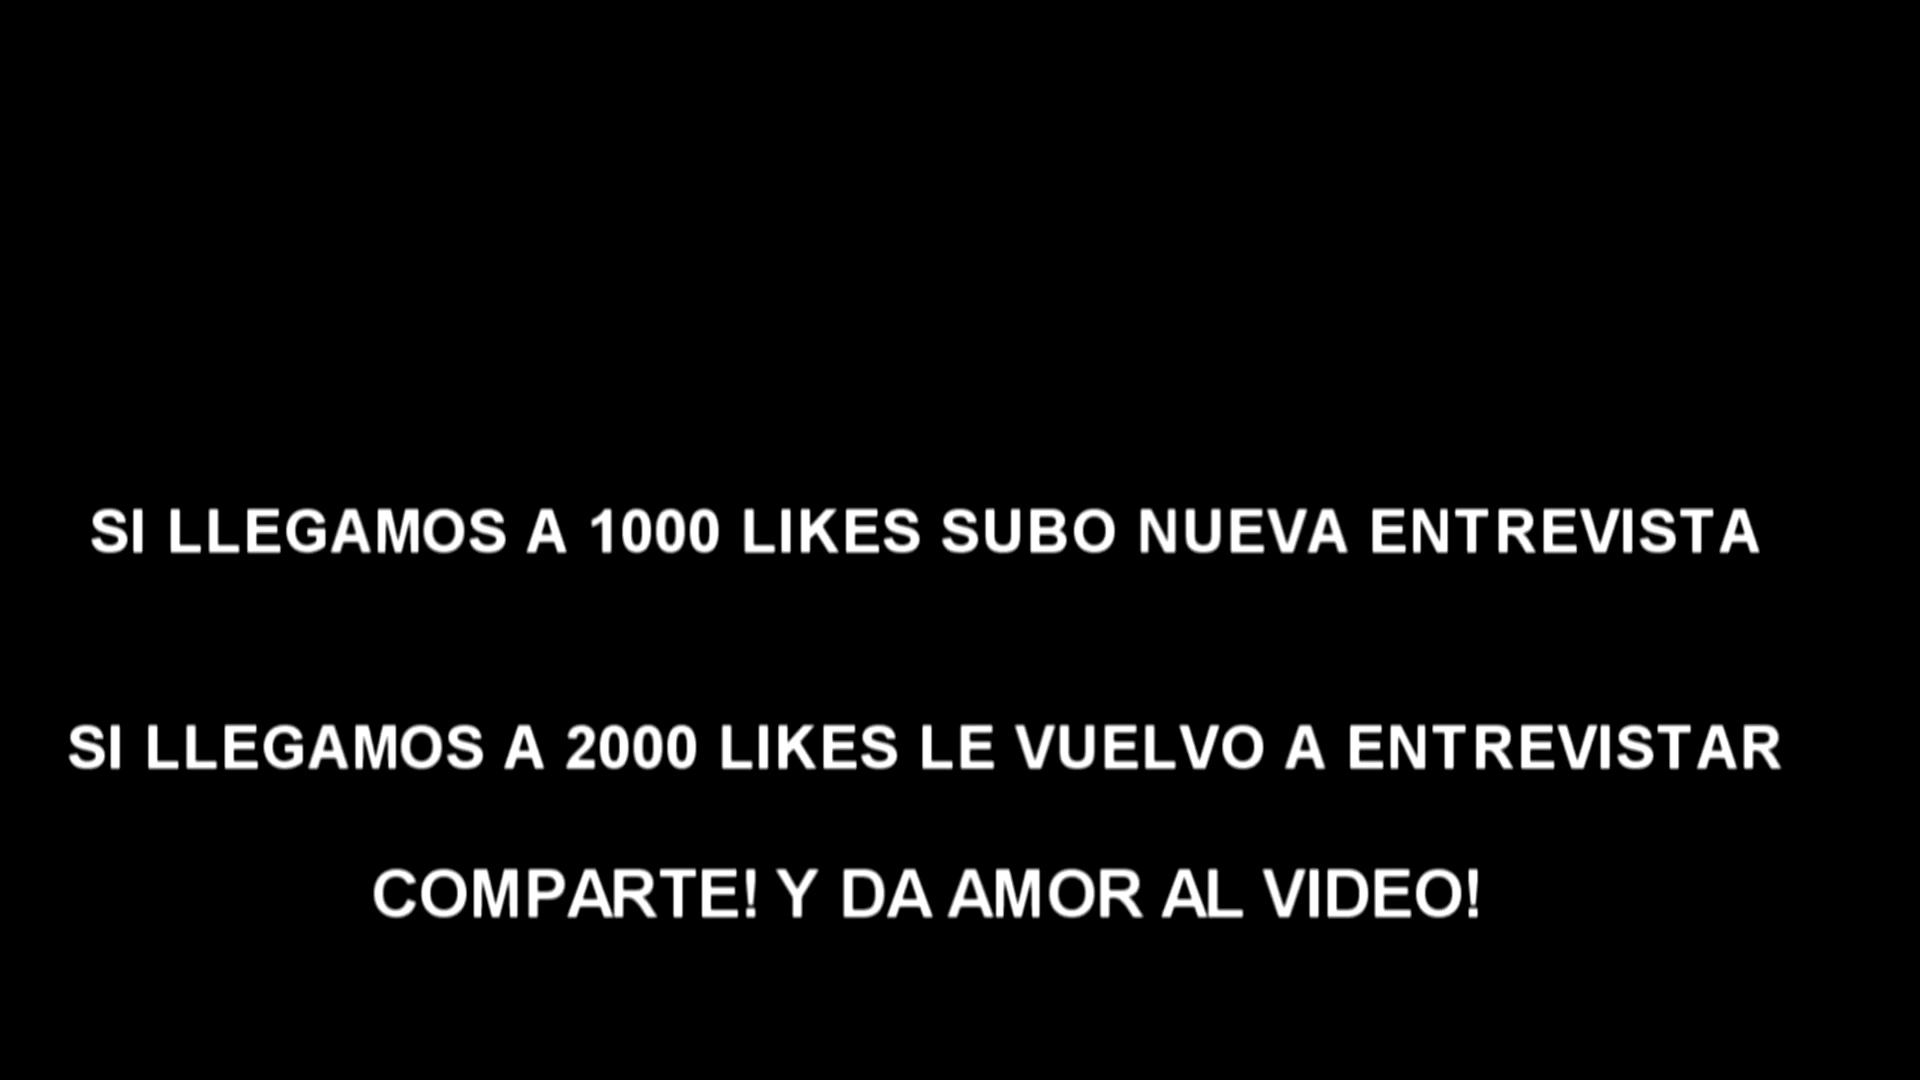 SI LLEGAMOS A 1000 LIKES SUBO NUEVA ENTREVISTA
SI LLEGAMOS A 2000 LIKES LE VUELVO A ENTREVISTAR
COMPARTE! Y DA AMOR AL VIDEO!